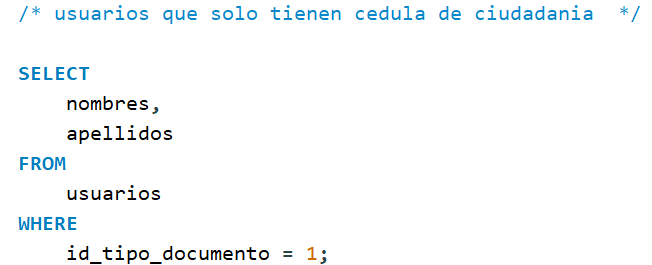 /* usuarios que solo tienen cedula de ciudadania  */
SELECT
nombres,
apellidos
FROM
usuarios
WHERE
id_tipo_documento = 1;